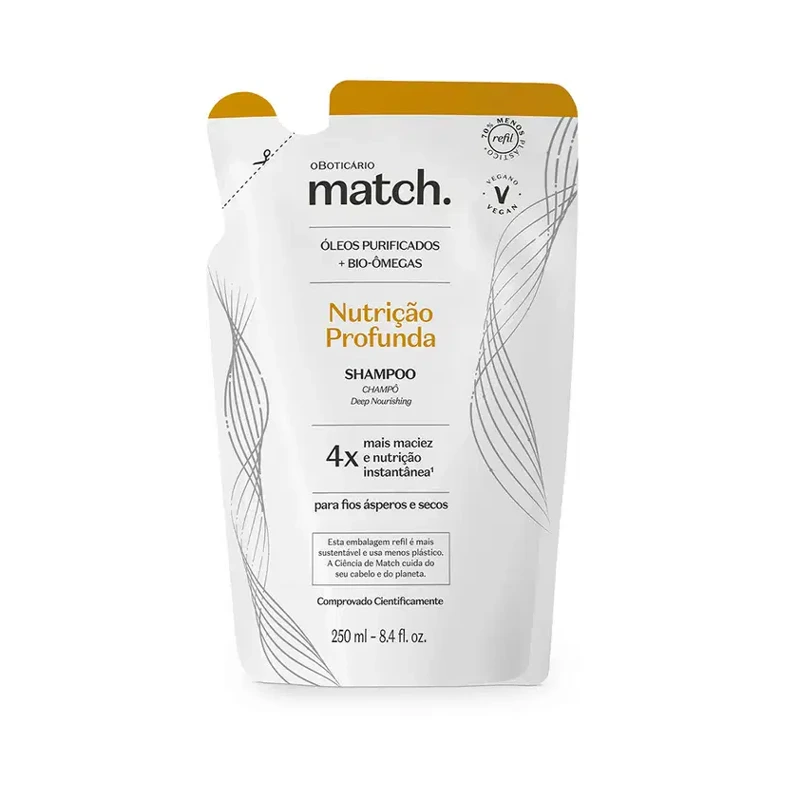 70% MENOS
PLÁSTICO*
refil
oBOTICÁRIO
match.
VEGANO
V
VEGAN
ÓLEOS PURIFICADOS
+ BIO-ÔMEGAS
Nutrição
Profunda
SHAMPOO
CHAMPÔ
Deep Nourishing
4x mais maciez
e nutrição
instantânea¹
para fios ásperos e secos
Esta embalagem refil é mais
sustentável e usa menos plástico.
A Ciência de Match cuida do
seu cabelo e do planeta.
Comprovado Cientificamente
250 ml - 8.4 fl. oz.